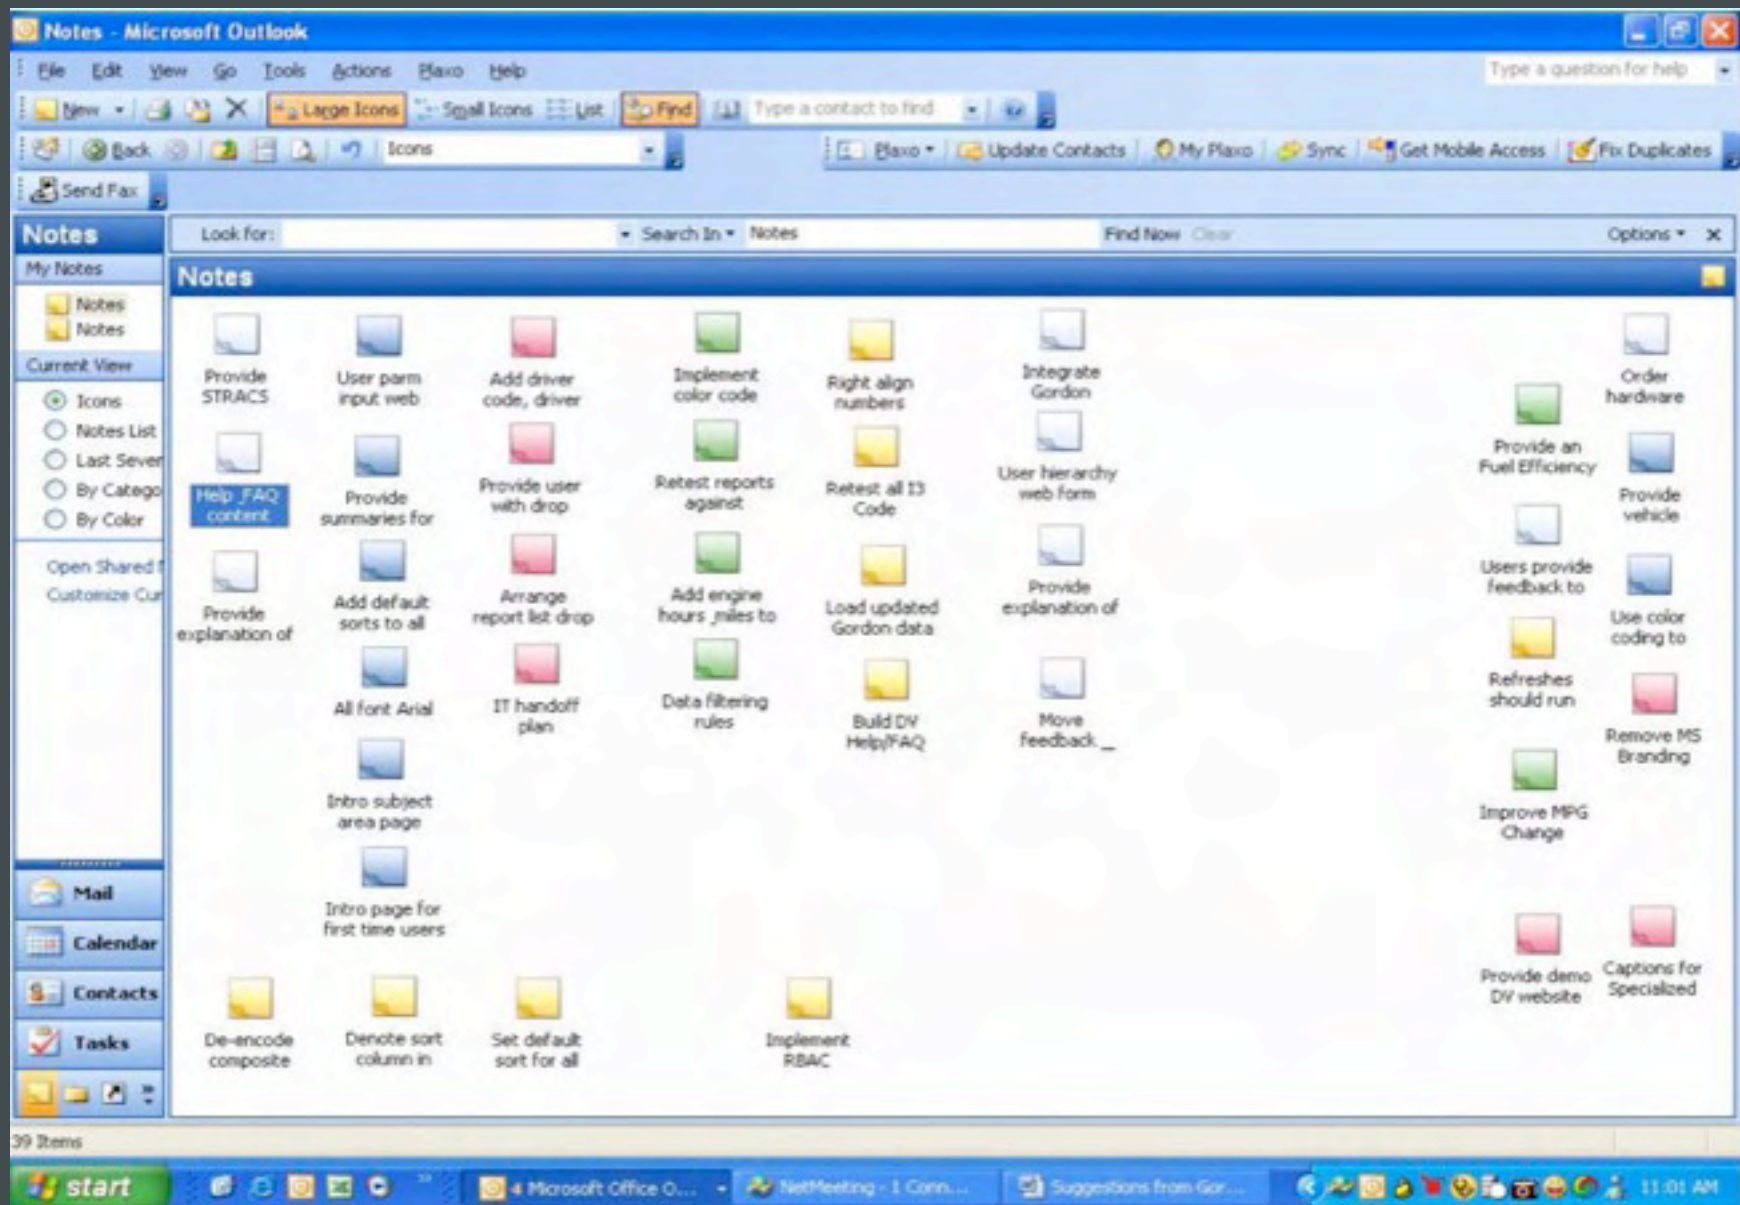 Notes - Microsoft Outlook
File Edit View Go Tools Actions Plaxo Help Type a question for help
New Large Icons Small Icons List Find Type a contact to find
Back Icons Plaxo Update Contacts My Plaxo Sync Get Mobile Access Fix Duplicates
Send Fax
Notes
My Notes
Notes
Notes
Current View
Icons
Notes List
Last Seven
By Catego
By Color
Open Shared
Customize Cur
Mail
Calendar
Contacts
Tasks
Look for: Search In Notes Find Now Clear Options
Notes
Provide
STRACS
User parm
input web
Add driver
code, driver
Implement
color code
Right align
numbers
Integrate
Gordon
Order
hardware
Provide an
Fuel Efficiency
Help _FAQ
content
Provide
summaries for
Provide user
with drop
Retest reports
against
Retest all I3
Code
User hierarchy
web form
Provide
vehicle
Users provide
feedback to
Provide
explanation of
Add default
sorts to all
Arrange
report list drop
Add engine
hours _miles to
Load updated
Gordon data
Provide
explanation of
Use color
coding to
Refreshes
should run
All font Arial
IT handoff
plan
Data filtering
rules
Build DV
Help/FAQ
Move
feedback _
Remove MS
Branding
Intro subject
area page
Improve MPG
Change
Intro page for
first time users
Provide demo
DV website
Captions for
Specialized
De-encode
composite
Denote sort
column in
Set default
sort for all
Implement
RBAC
39 Items
start 4 Microsoft Office O... NetMeeting - 1 Conn... Suggestions from Gor... 11:01 AM